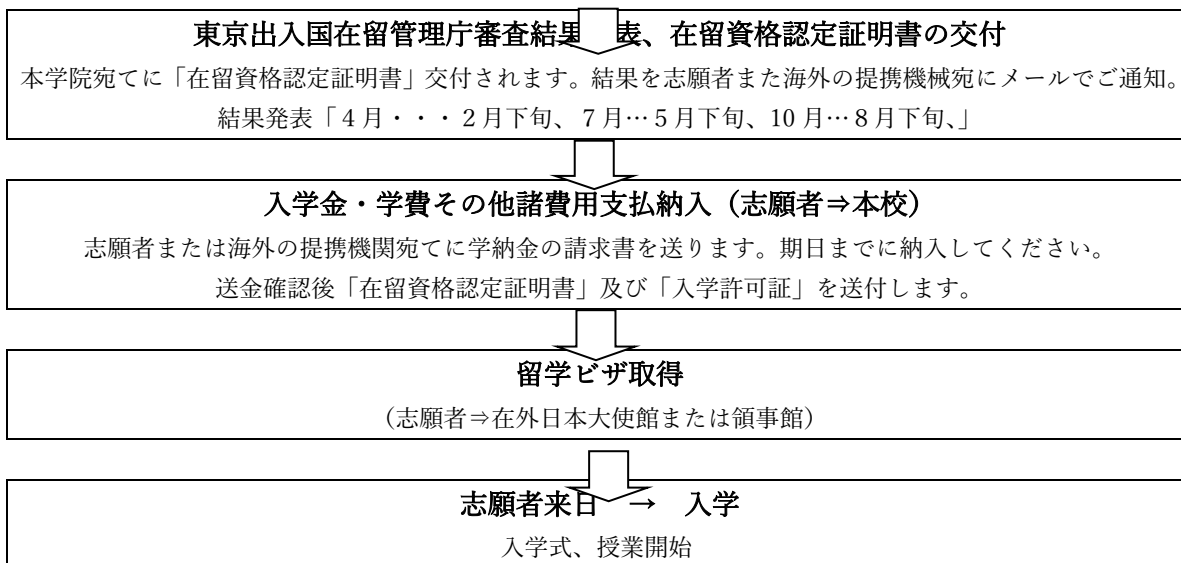 東京出入国在留管理庁審査結果 表、在留資格認定証明書の交付
本学院宛てに「在留資格認定証明書」交付されます。結果を志願者また海外の提携機械宛にメールでご通知。
結果発表「４月・・・２月下旬、７月…５月下旬、10 月…８月下旬、」
入学金・学費その他諸費用支払納入（志願者⇒本校）
志願者または海外の提携機関宛てに学納金の請求書を送ります。期日までに納入してください。
送金確認後「在留資格認定証明書」及び「入学許可証」を送付します。
留学ビザ取得
（志願者⇒在外日本大使館または領事館）
志願者来日 → 入学
入学式、授業開始